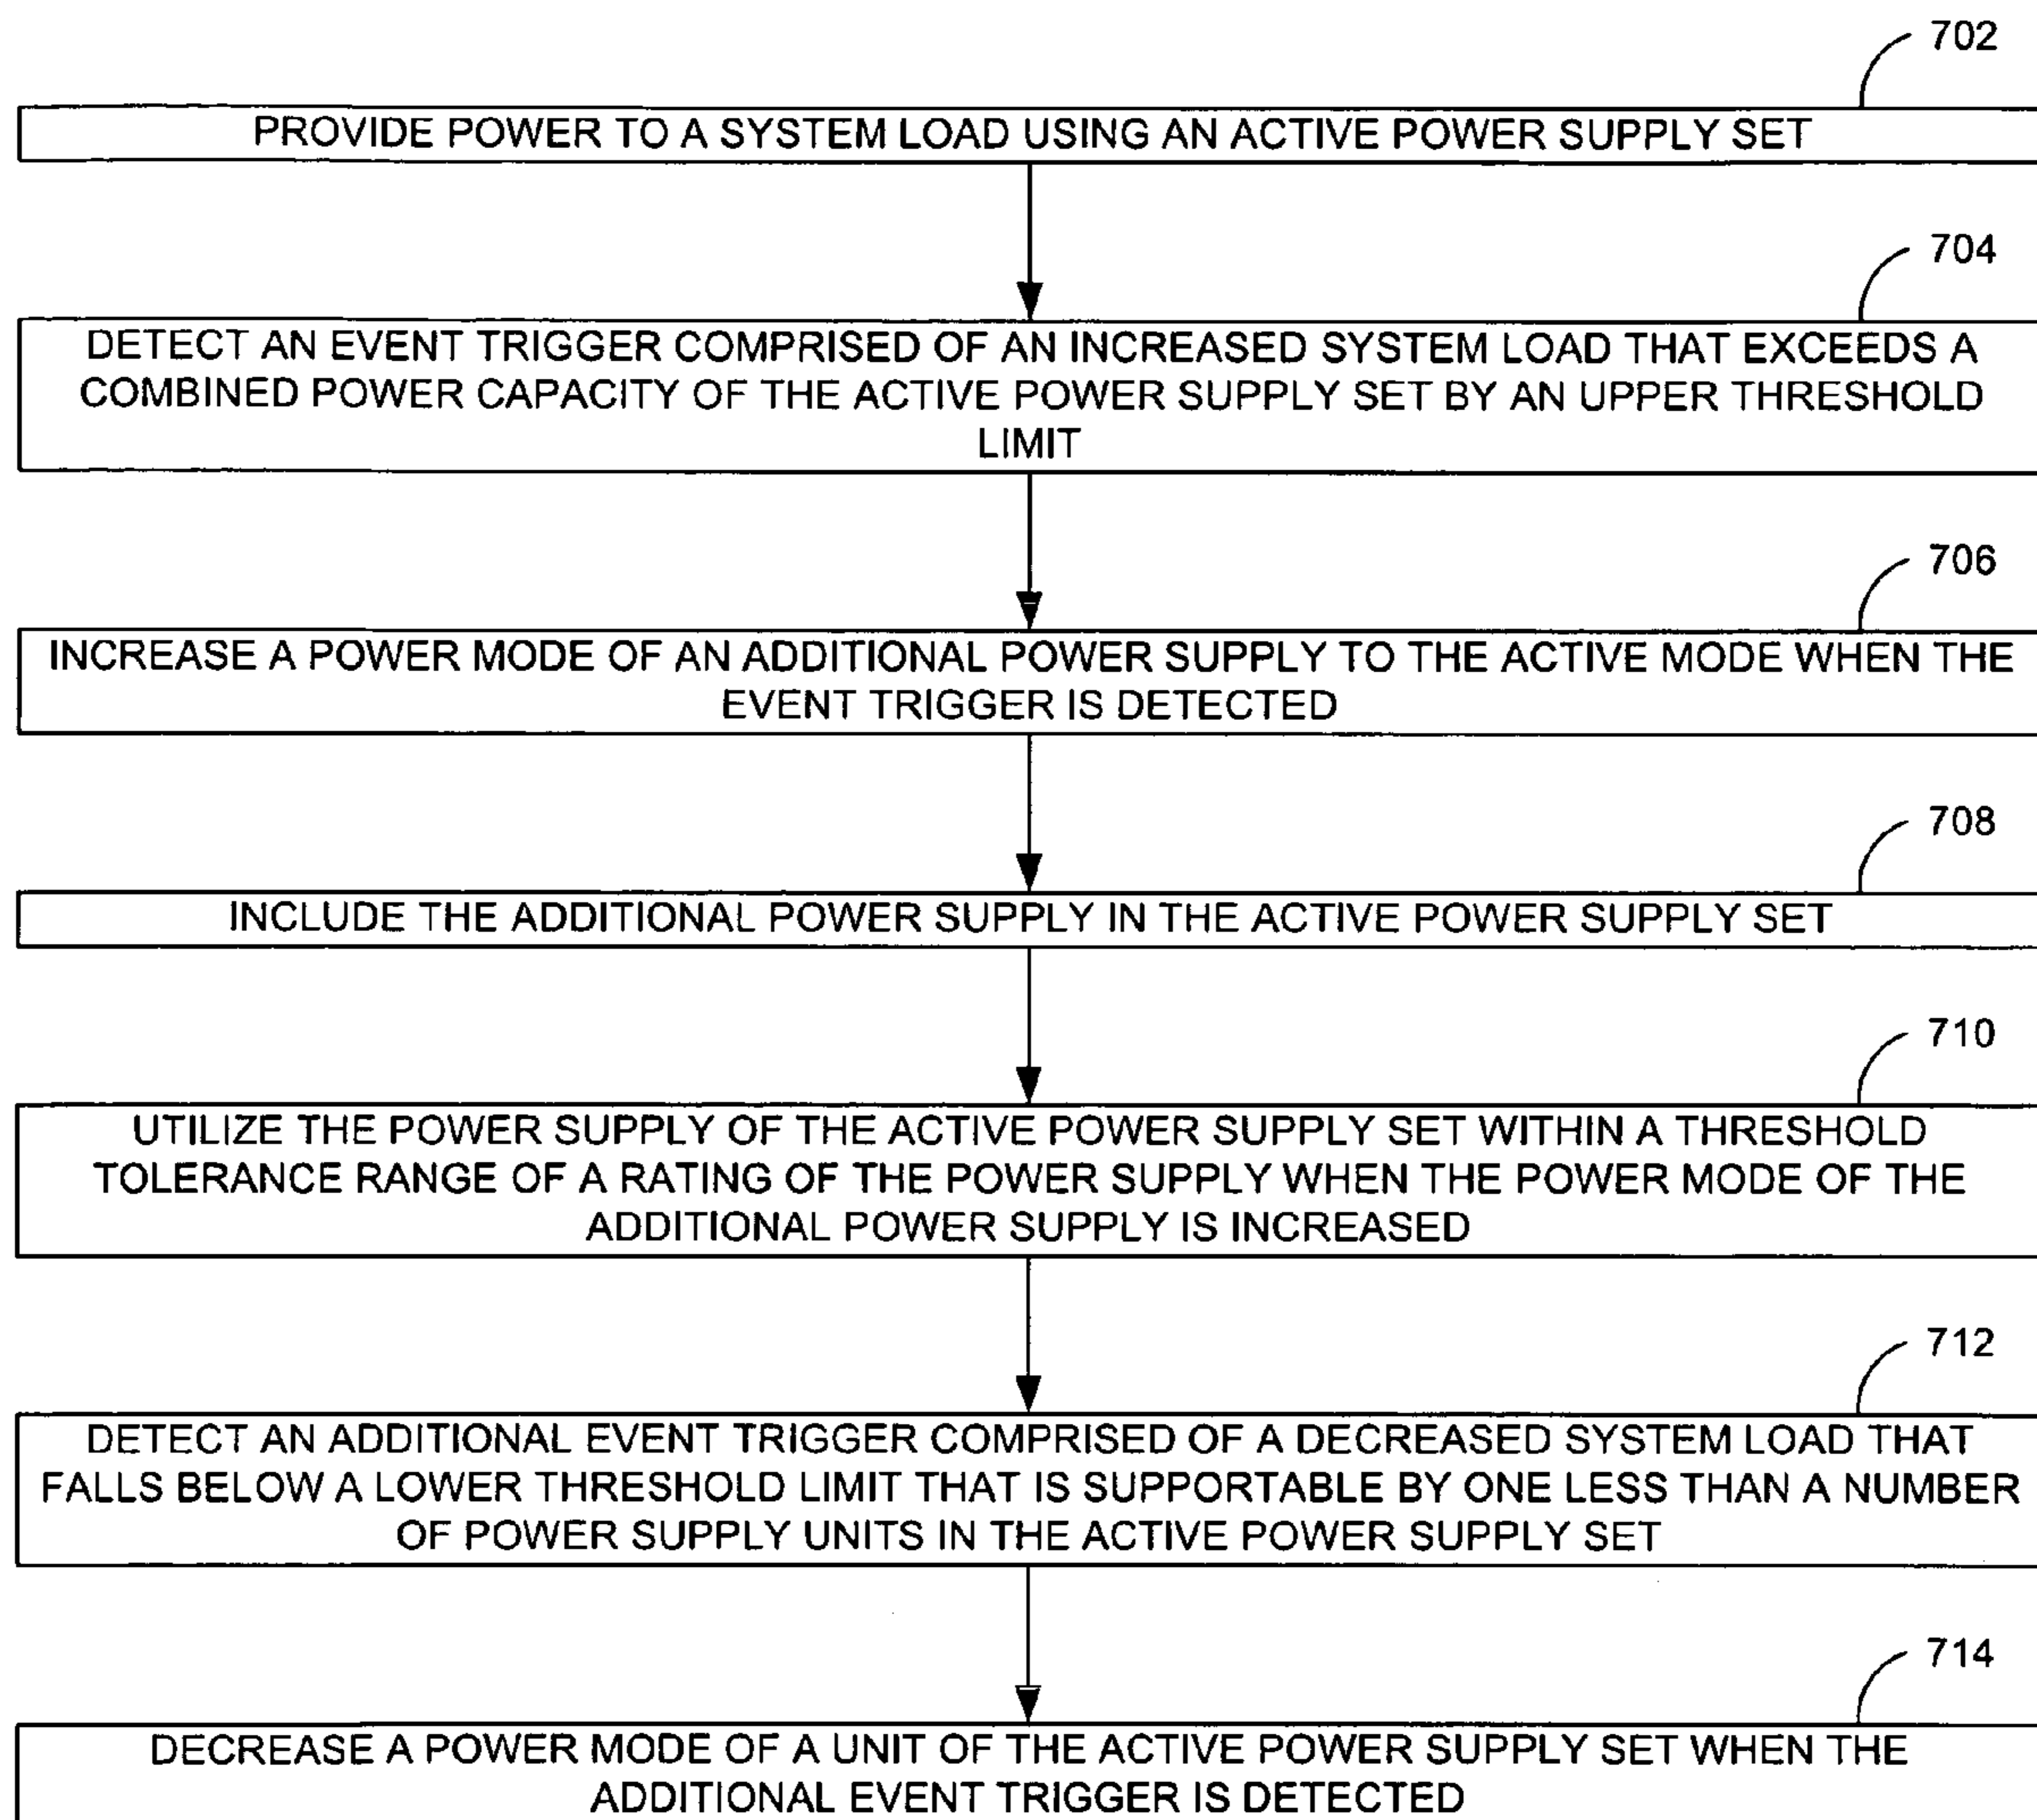 702
PROVIDE POWER TO A SYSTEM LOAD USING AN ACTIVE POWER SUPPLY SET
704
DETECT AN EVENT TRIGGER COMPRISED OF AN INCREASED SYSTEM LOAD THAT EXCEEDS A
COMBINED POWER CAPACITY OF THE ACTIVE POWER SUPPLY SET BY AN UPPER THRESHOLD
LIMIT
706
INCREASE A POWER MODE OF AN ADDITIONAL POWER SUPPLY TO THE ACTIVE MODE WHEN THE
EVENT TRIGGER IS DETECTED
708
INCLUDE THE ADDITIONAL POWER SUPPLY IN THE ACTIVE POWER SUPPLY SET
710
UTILIZE THE POWER SUPPLY OF THE ACTIVE POWER SUPPLY SET WITHIN A THRESHOLD
TOLERANCE RANGE OF A RATING OF THE POWER SUPPLY WHEN THE POWER MODE OF THE
ADDITIONAL POWER SUPPLY IS INCREASED
712
DETECT AN ADDITIONAL EVENT TRIGGER COMPRISED OF A DECREASED SYSTEM LOAD THAT
FALLS BELOW A LOWER THRESHOLD LIMIT THAT IS SUPPORTABLE BY ONE LESS THAN A NUMBER
OF POWER SUPPLY UNITS IN THE ACTIVE POWER SUPPLY SET
714
DECREASE A POWER MODE OF A UNIT OF THE ACTIVE POWER SUPPLY SET WHEN THE
ADDITIONAL EVENT TRIGGER IS DETECTED